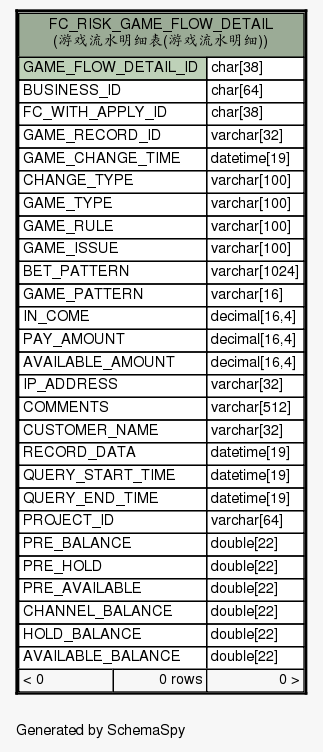 FC_RISK_GAME_FLOW_DETAIL
(游戏流水明细表(游戏流水明细))
GAME_FLOW_DETAIL_ID char[38]
BUSINESS_ID char[64]
FC_WITH_APPLY_ID char[38]
GAME_RECORD_ID varchar[32]
GAME_CHANGE_TIME datetime[19]
CHANGE_TYPE varchar[100]
GAME_TYPE varchar[100]
GAME_RULE varchar[100]
GAME_ISSUE varchar[100]
BET_PATTERN varchar[1024]
GAME_PATTERN varchar[16]
IN_COME decimal[16,4]
PAY_AMOUNT decimal[16,4]
AVAILABLE_AMOUNT decimal[16,4]
IP_ADDRESS varchar[32]
COMMENTS varchar[512]
CUSTOMER_NAME varchar[32]
RECORD_DATA datetime[19]
QUERY_START_TIME datetime[19]
QUERY_END_TIME datetime[19]
PROJECT_ID varchar[64]
PRE_BALANCE double[22]
PRE_HOLD double[22]
PRE_AVAILABLE double[22]
CHANNEL_BALANCE double[22]
HOLD_BALANCE double[22]
AVAILABLE_BALANCE double[22]
< 0 0 rows 0 >
Generated by SchemaSpy